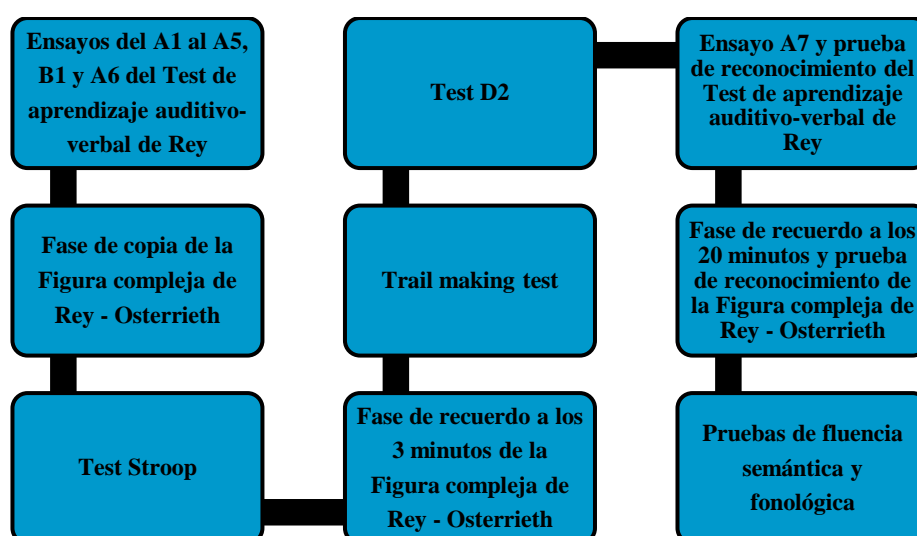 Ensayos del A1 al A5,
B1 y A6 del Test de
aprendizaje auditivo-
verbal de Rey
Fase de copia de la
Figura compleja de
Rey - Osterrieth
Test Stroop
Fase de recuerdo a los
3 minutos de la
Figura compleja de
Rey - Osterrieth
Trail making test
Test D2
Ensayo A7 y prueba
de reconocimiento del
Test de aprendizaje
auditivo-verbal de
Rey
Fase de recuerdo a los
20 minutos y prueba
de reconocimiento de
la Figura compleja de
Rey - Osterrieth
Pruebas de fluencia
semántica y
fonológica